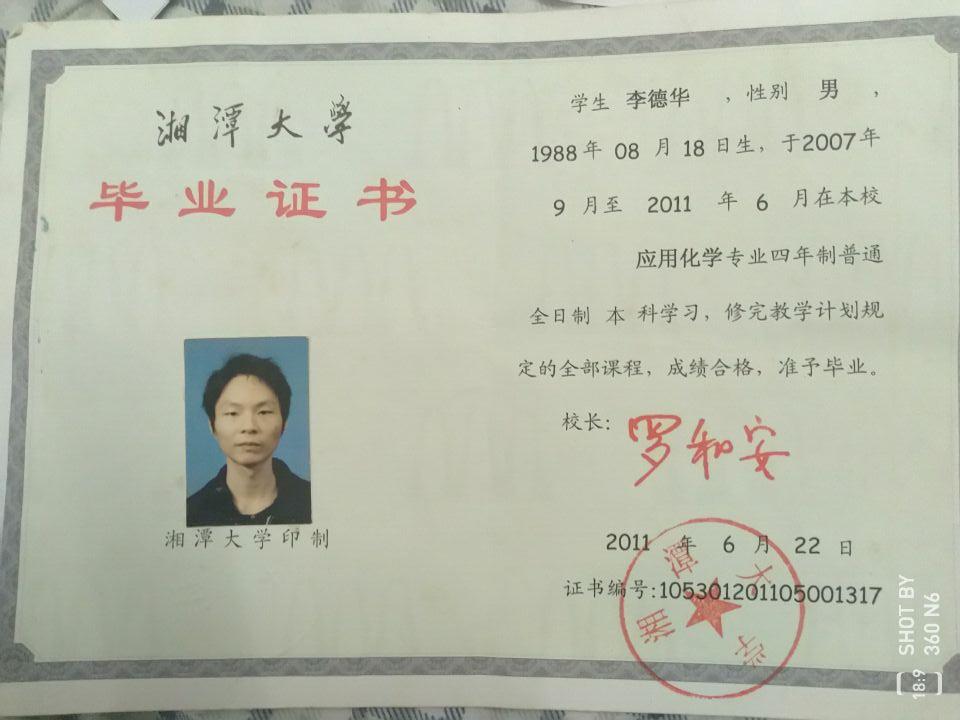 湘潭大学
毕业证书
湘潭大学印制
学生 李德华 ，性别 男 ，
1988年 08 月 18 日生，于2007年
9 月至 2011 年 6 月在本校
应用化学专业四年制普通
全日制 本 科学习，修完教学计划规
定的全部课程，成绩合格，准予毕业。
校长：罗和安
2011 年 6 月 22 日
证书编号:105301201105001317
湘潭大学
SHOT BY
360 N6
18:9